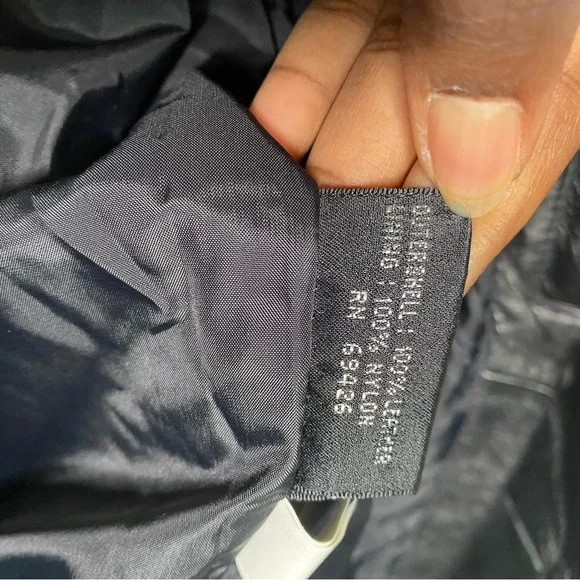 OUTERSHELL : 100% LEATHER
LINING : 100% NYLON
RN 69426